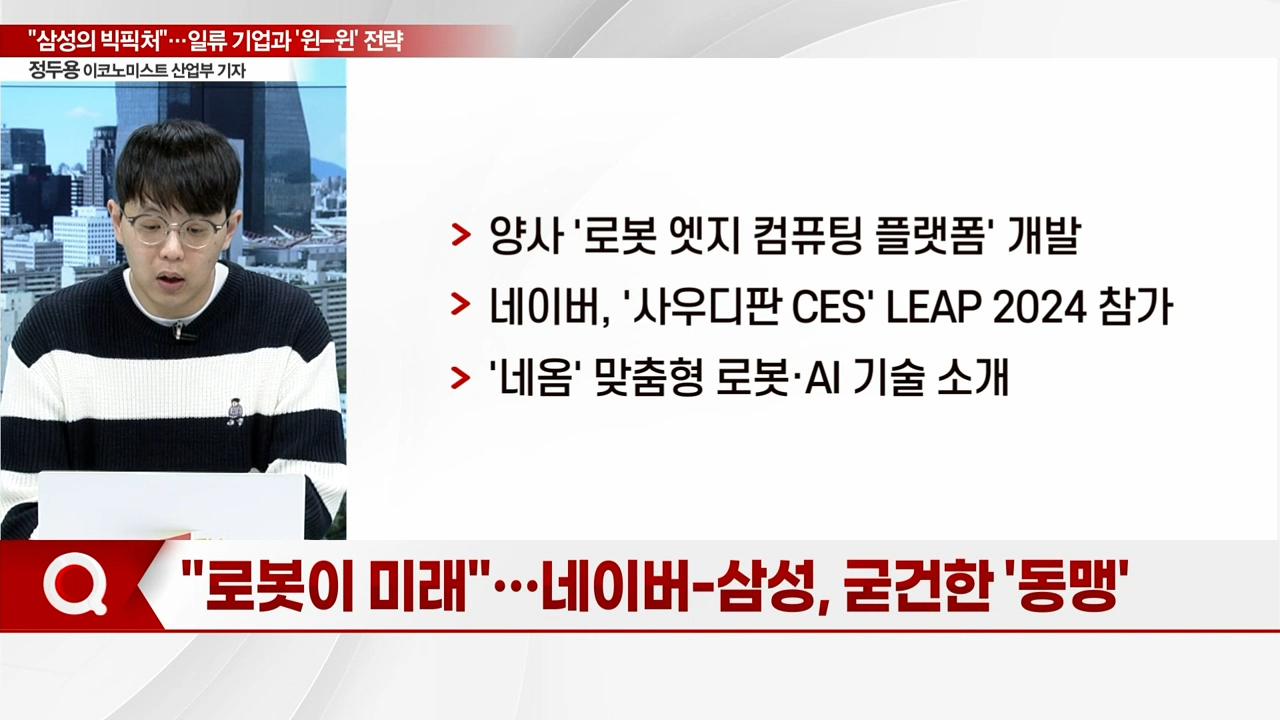 "삼성의 빅픽처"…일류 기업과 '윈-윈' 전략
정두용 이코노미스트 산업부 기자
> 양사 '로봇 엣지 컴퓨팅 플랫폼' 개발
> 네이버, '사우디판 CES' LEAP 2024 참가
> '네옴' 맞춤형 로봇·AI 기술 소개
"로봇이 미래"…네이버-삼성, 굳건한 '동맹'